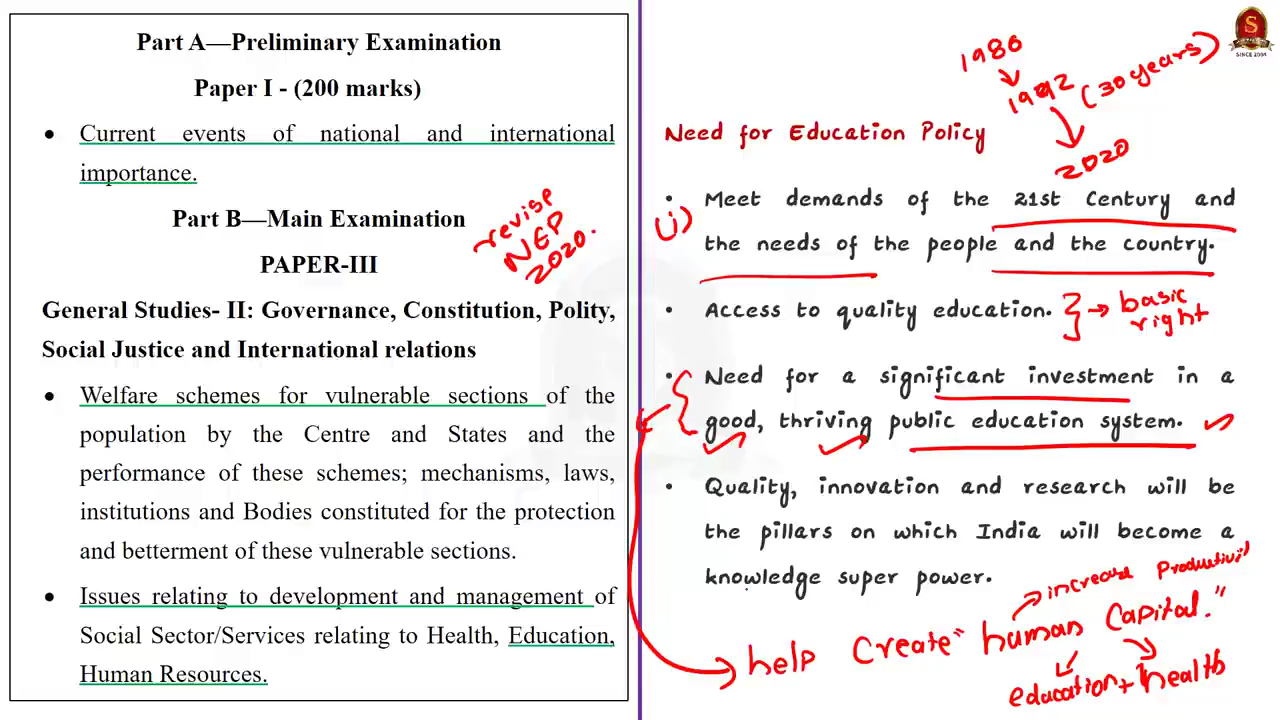 Part A—Preliminary Examination
Paper I - (200 marks)
• Current events of national and international
importance.
Part B—Main Examination
PAPER-III
revise
NEP
2020.
General Studies- II: Governance, Constitution, Polity,
Social Justice and International relations
• Welfare schemes for vulnerable sections of the
population by the Centre and States and the
performance of these schemes; mechanisms, laws,
institutions and Bodies constituted for the protection
and betterment of these vulnerable sections.
• Issues relating to development and management of
Social Sector/Services relating to Health, Education,
Human Resources.
S
SINCE 2004
1986
1992 (30 years)
2020
Need for Education Policy
(i)
• Meet demands of the 21st Century and
the needs of the people and the country.
• Access to quality education. } → basic
right
• Need for a significant investment in a
good, thriving public education system.
• Quality, innovation and research will be
the pillars on which India will become a
knowledge super power.
increase
help create "human Capital."
education + health